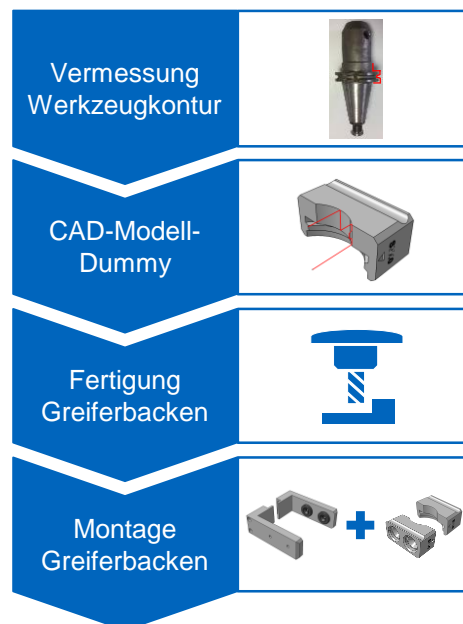 Vermessung
Werkzeugkontur
CAD-Modell-
Dummy
Fertigung
Greiferbacken
Montage
Greiferbacken